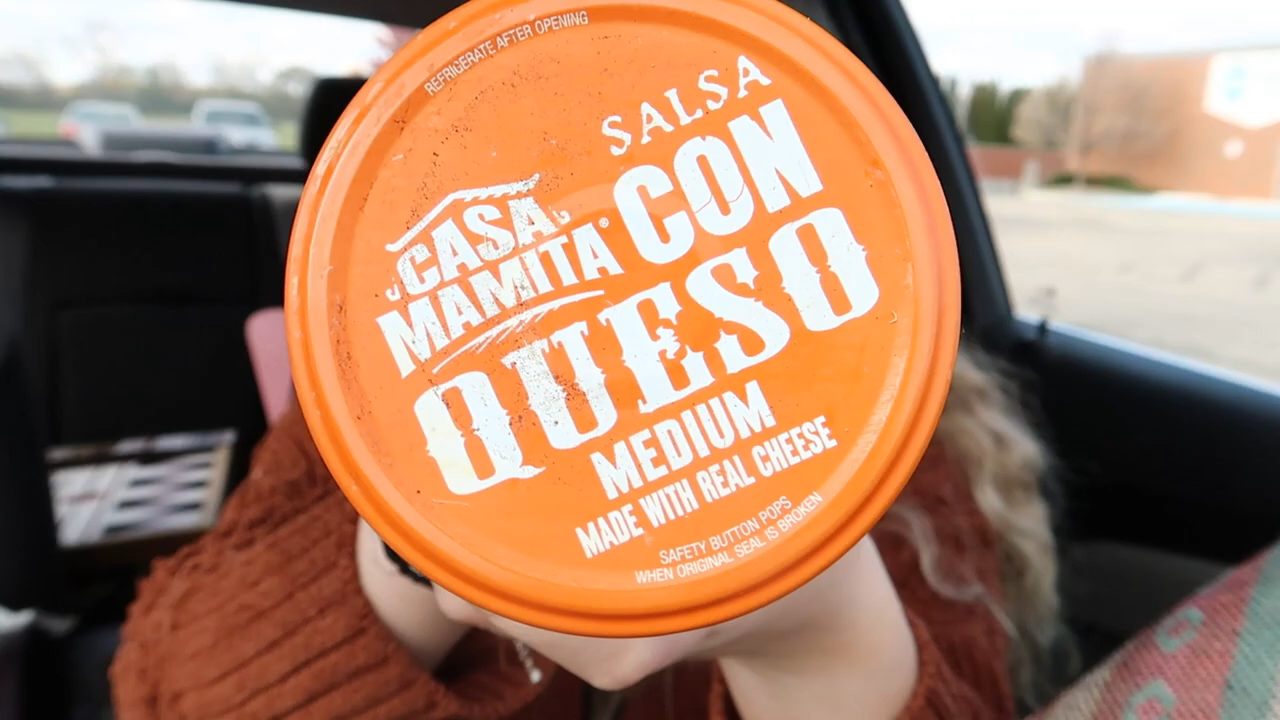 REFRIGERATE AFTER OPENING
CASA
MAMITA®
SALSA
CON
QUESO
MEDIUM
MADE WITH REAL CHEESE
SAFETY BUTTON POPS
WHEN ORIGINAL SEAL IS BROKEN